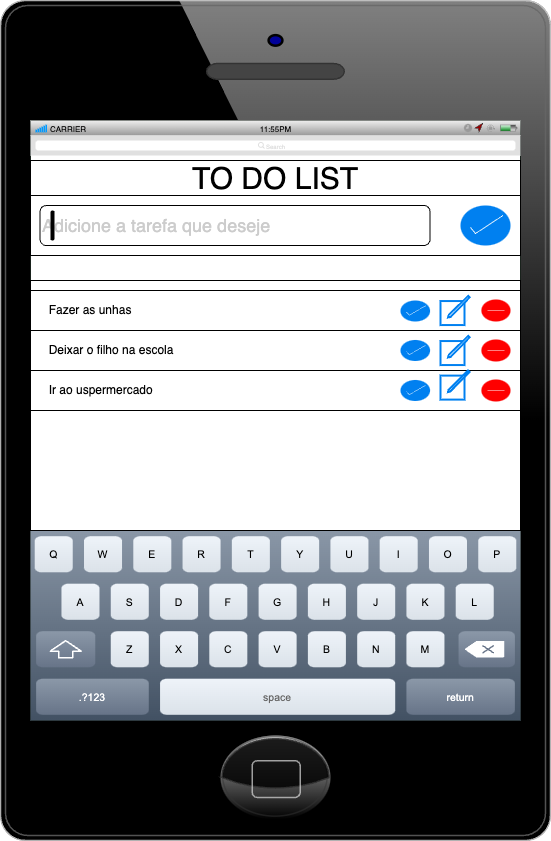 CARRIER 11:55PM
Search
TO DO LIST
Adicione a tarefa que deseje
Fazer as unhas
Deixar o filho na escola
Ir ao uspermercado
Q W E R T Y U I O P
A S D F G H J K L
Z X C V B N M
.?123 space return